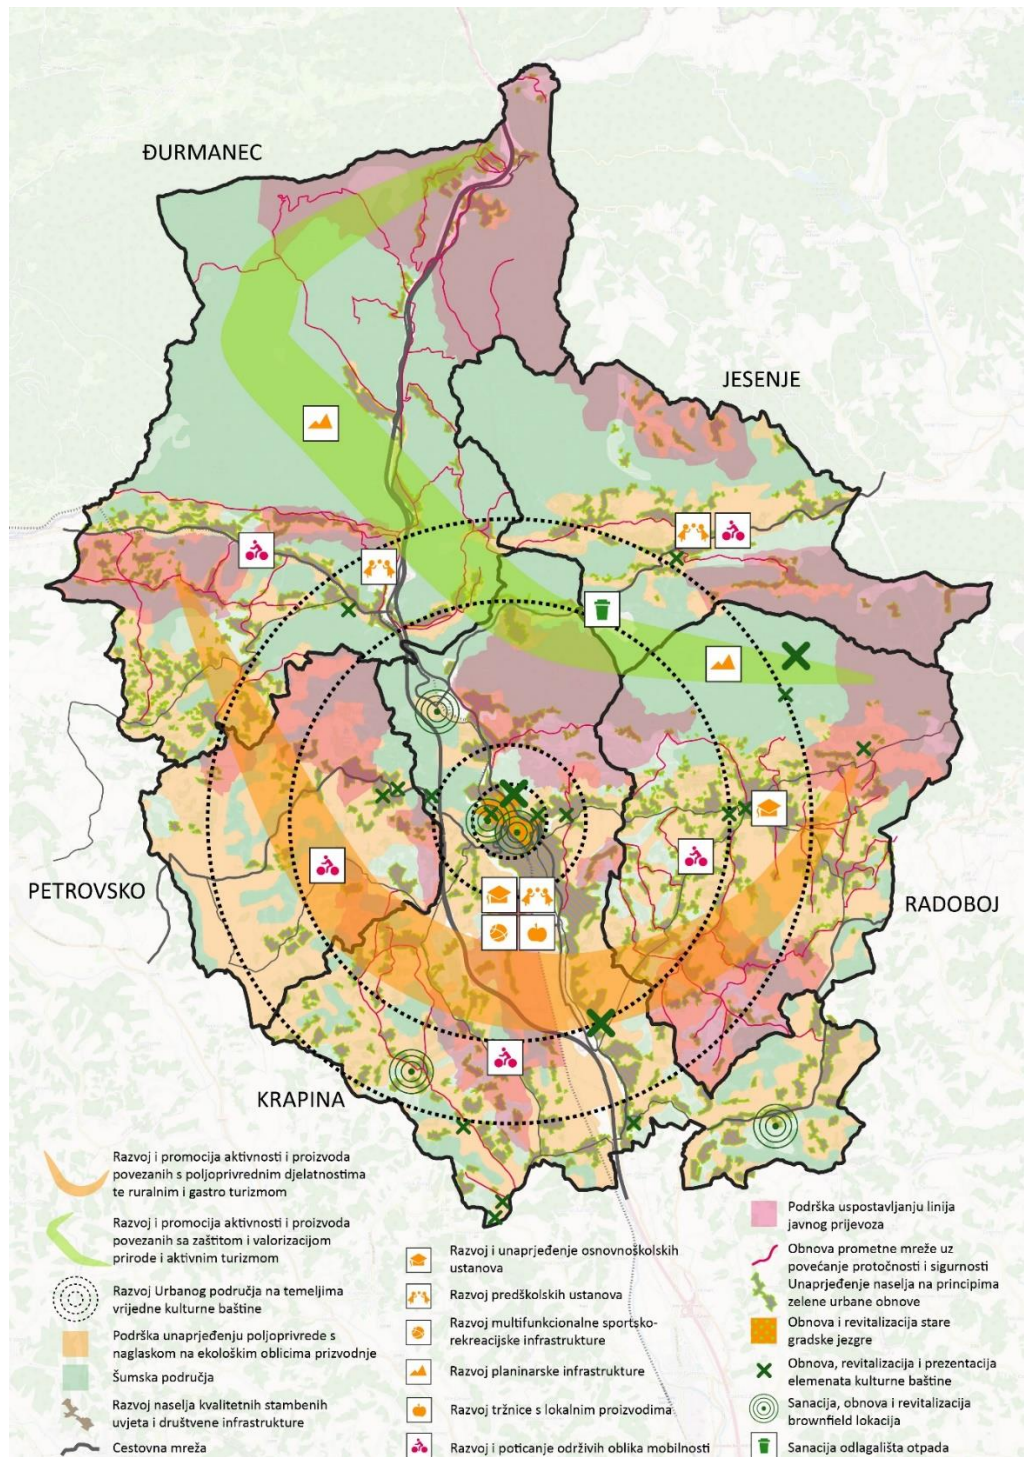 ĐURMANEC
JESENJE
PETROVSKO
RADOBOJ
KRAPINA
Razvoj i promocija aktivnosti i proizvoda
povezanih s poljoprivrednim djelatnostima
te ruralnim i gastro turizmom
Razvoj i promocija aktivnosti i proizvoda
povezanih sa zaštitom i valorizacijom
prirode i aktivnim turizmom
Razvoj Urbanog područja na temeljima
vrijedne kulturne baštine
Podrška unaprjeđenju poljoprivrede s
naglaskom na ekološkim oblicima prizvodnje
Šumska područja
Razvoj naselja kvalitetnih stambenih
uvjeta i društvene infrastrukture
Cestovna mreža
Razvoj i unaprjeđenje osnovnoškolskih
ustanova
Razvoj predškolskih ustanova
Razvoj multifunkcionalne sportsko-
rekreacijske infrastrukture
Razvoj planinarske infrastrukture
Razvoj tržnice s lokalnim proizvodima
Razvoj i poticanje održivih oblika mobilnosti
Podrška uspostavljanju linija
javnog prijevoza
Obnova prometne mreže uz
povećanje protočnosti i sigurnosti
Unaprjeđenje naselja na principima
zelene urbane obnove
Obnova i revitalizacija stare
gradske jezgre
Obnova, revitalizacija i prezentacija
elemenata kulturne baštine
Sanacija, obnova i revitalizacija
brownfield lokacija
Sanacija odlagališta otpada